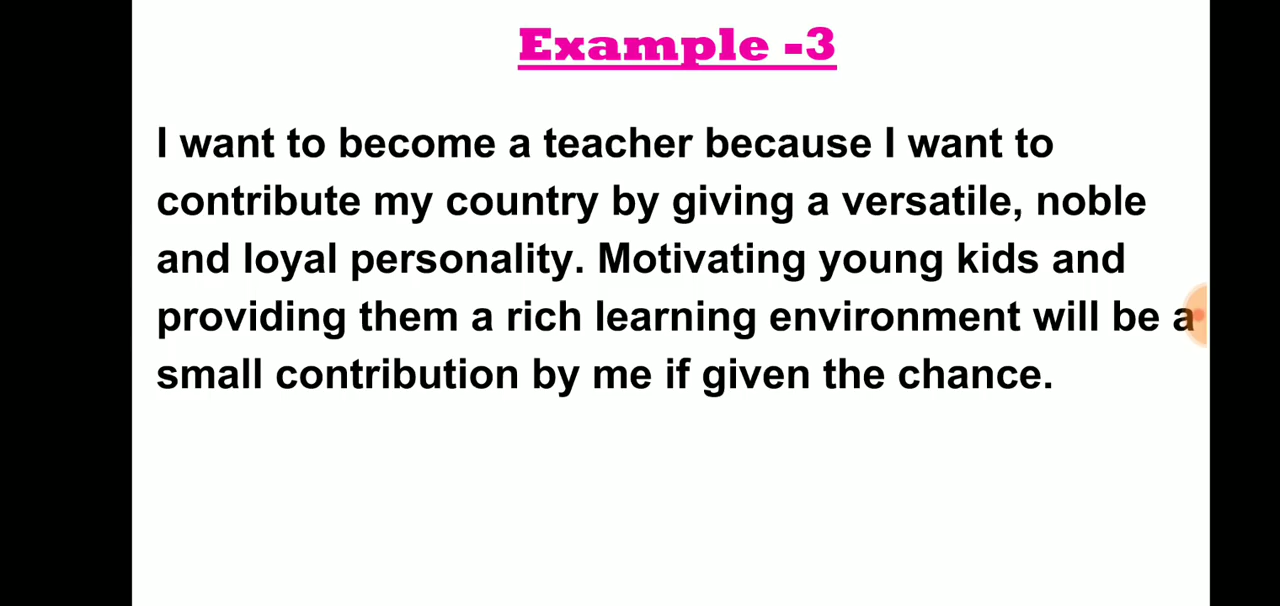 Example -3
I want to become a teacher because I want to
contribute my country by giving a versatile, noble
and loyal personality. Motivating young kids and
providing them a rich learning environment will be a
small contribution by me if given the chance.